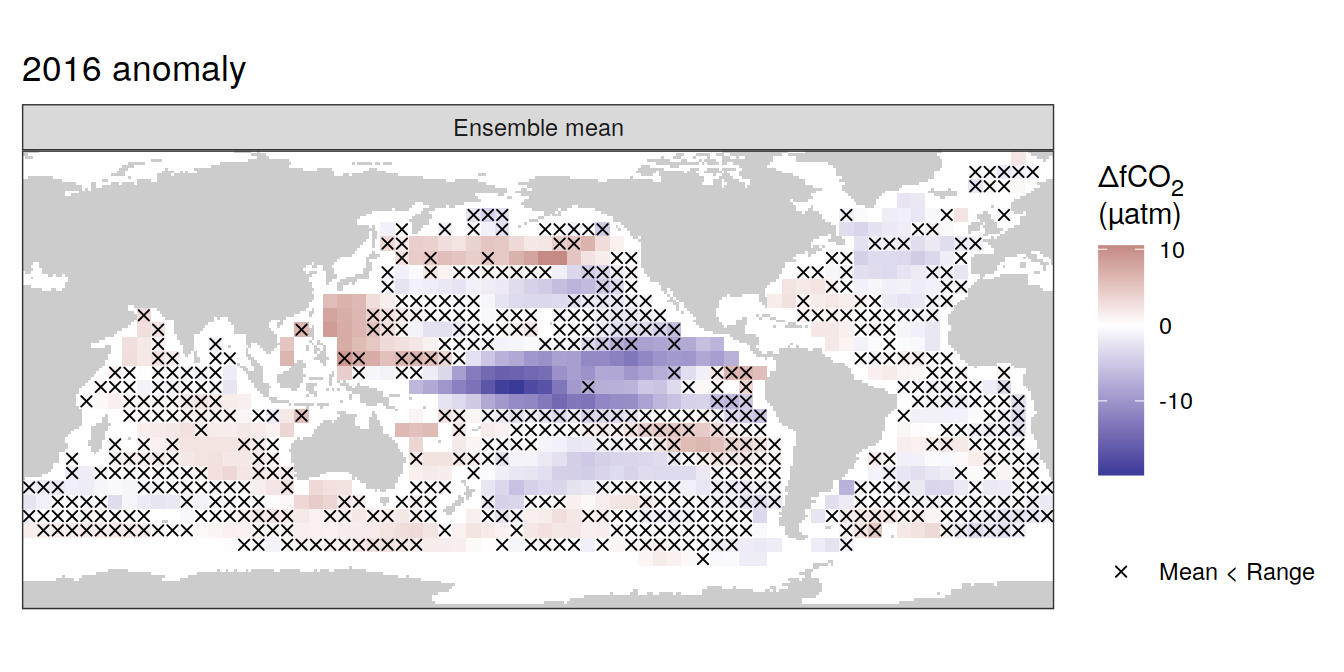 2016 anomaly
Ensemble mean
ΔfCO₂
(µatm)
10
0
-10
× Mean < Range